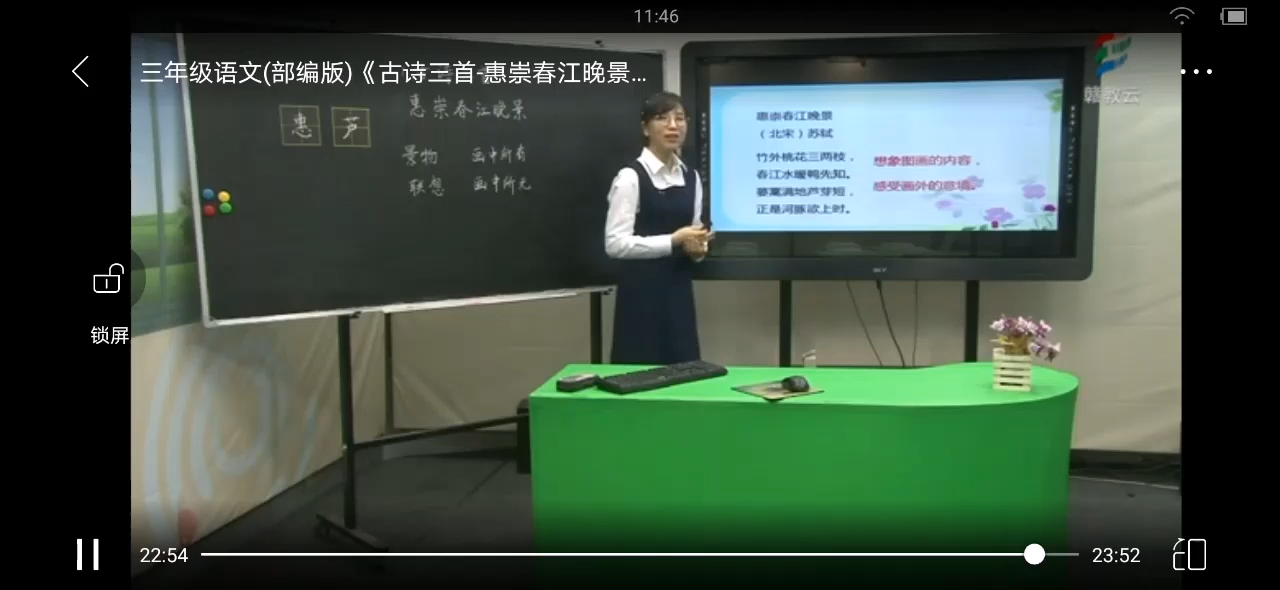 11:46
三年级语文(部编版)《古诗三首-惠崇春江晚景...
赣教云
惠 芦
惠崇春江晚景
景物 画中所有
联想 画中所无
惠崇春江晚景
（北宋）苏轼
竹外桃花三两枝，
春江水暖鸭先知。
蒌蒿满地芦芽短，
正是河豚欲上时。
想象图画的内容，
感受画外的意境。
锁屏
22:54
23:52